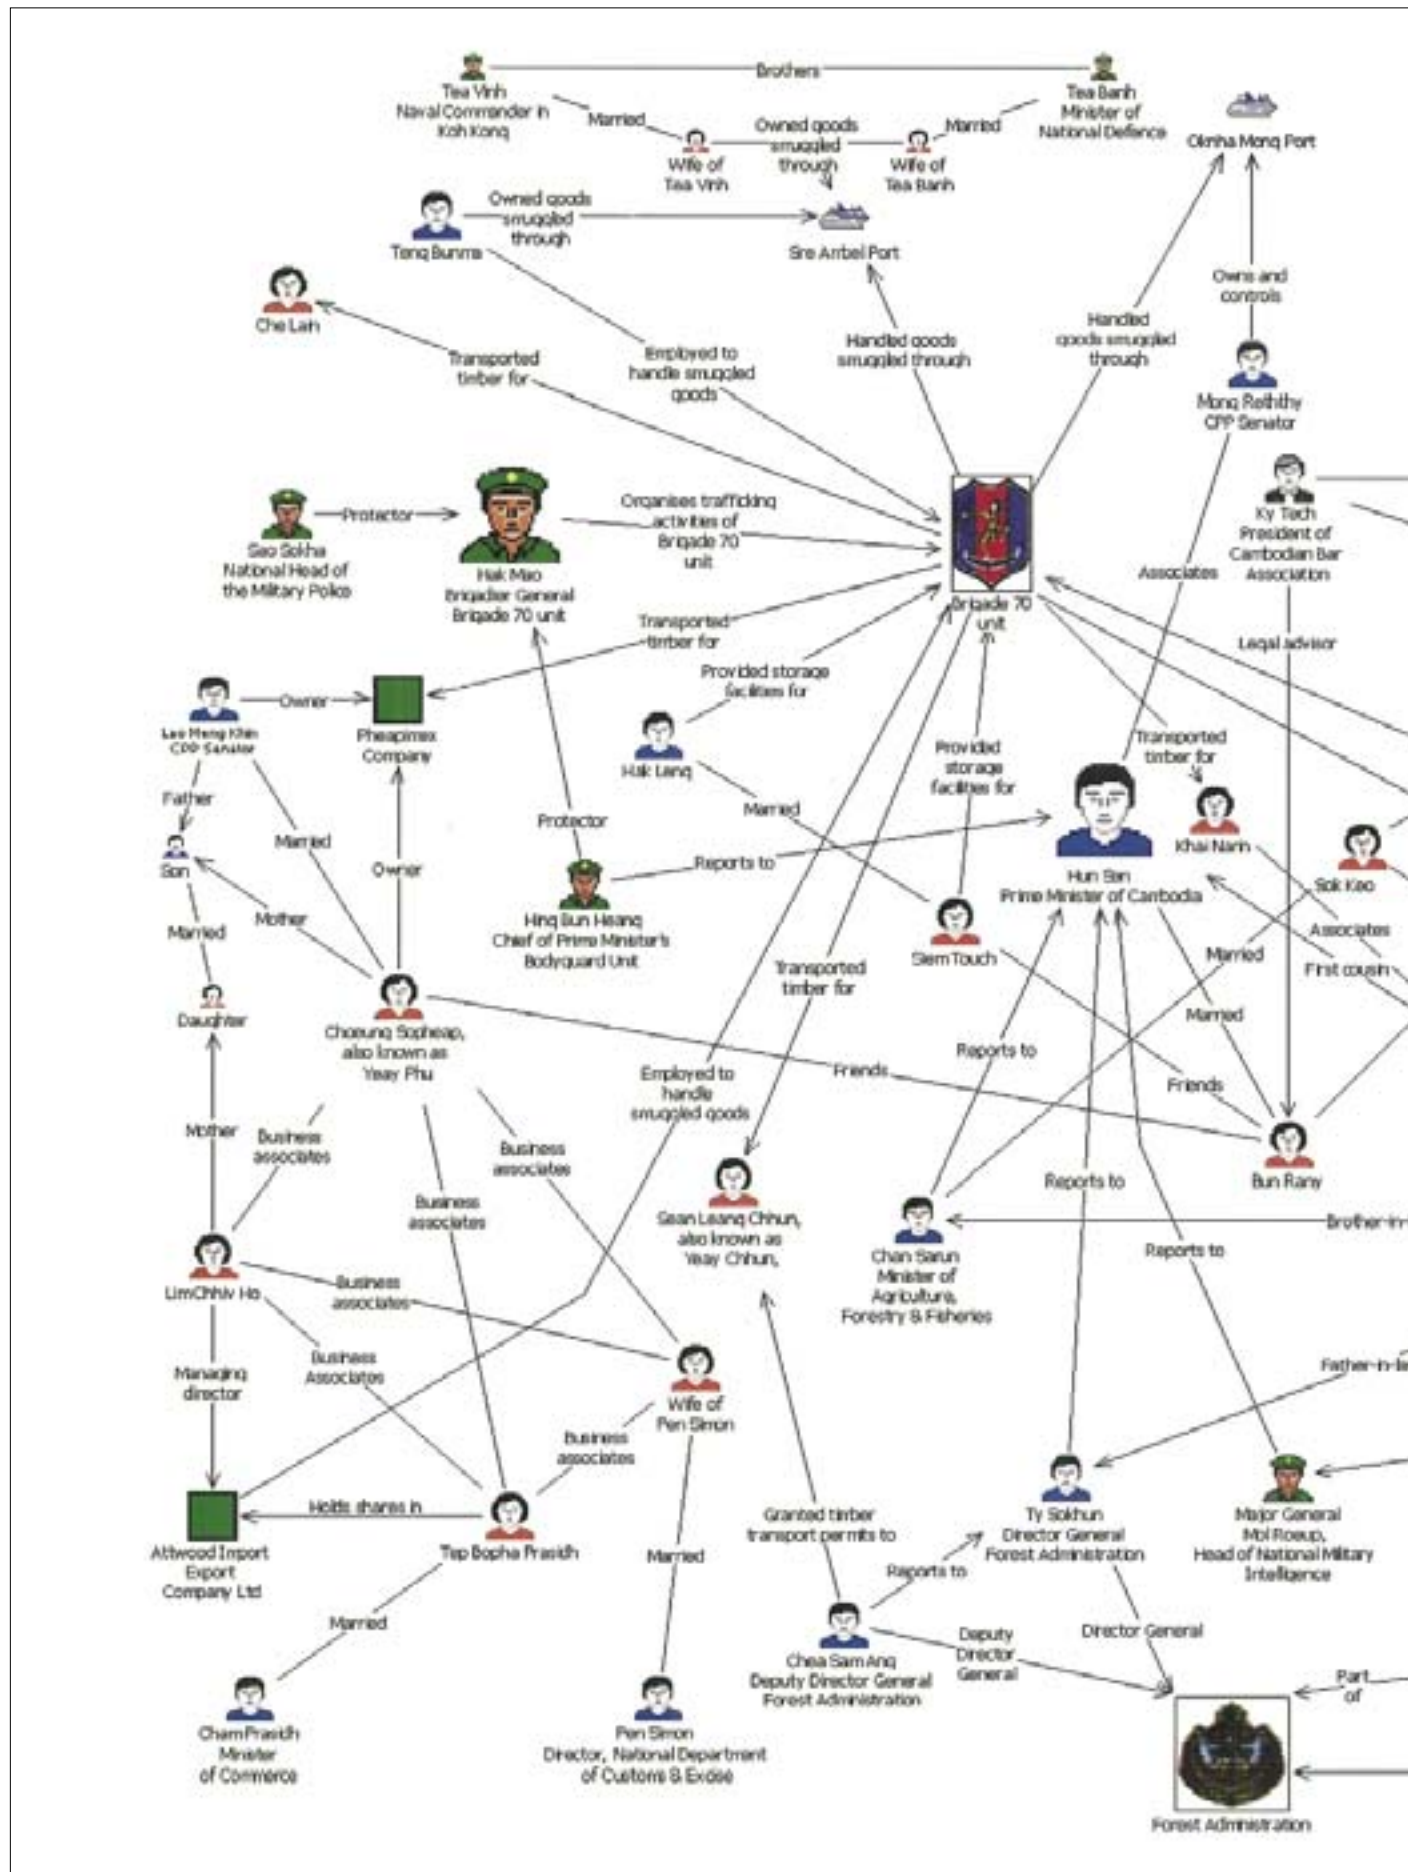 Brothers
Tea Vinh
Naval Commander in
Koh Kong
Tea Banh
Minister of
National Defence
Married
Owned goods
smuggled
through
Married
Wife of
Tea Vinh
Wife of
Tea Banh
Oknha Mong Port
Teng Bunma
Owned goods
smuggled
through
Sre Ambel Port
Che Lain
Transported
timber for
Employed to
handle smuggled
goods
Handled goods
smuggled through
Handled
goods smuggled
through
Owns and
controls
Mong Reththy
CPP Senator
Sao Sokha
National Head of
the Military Police
Protector
Hak Mao
Brigadier General
Brigade 70 unit
Organises trafficking
activities of
Brigade 70
unit
Brigade 70
unit
Ky Tech
President of
Cambodian Bar
Association
Associates
Legal advisor
Transported
timber for
Provided storage
facilities for
Lao Meng Khin
CPP Senator
Owner
Pheapimex
Company
Hak Leng
Provided
storage
facilities for
Transported
timber for
Father
Son
Married
Owner
Protector
Married
Reports to
Hun Sen
Prime Minister of Cambodia
Khai Narin
Sok Keo
Mother
Married
Hing Bun Heang
Chief of Prime Minister's
Bodyguard Unit
Siem Touch
Associates
Married
First cousin
Daughter
Choeung Sopheap,
also known as
Yeay Phu
Transported
timber for
Married
Reports to
Friends
Friends
Employed to
handle
smuggled goods
Mother
Business
associates
Business
associates
Business
associates
Bun Rany
Sean Leang Chhun,
also known as
Yeay Chhun,
Reports to
Chan Sarun
Minister of
Agriculture,
Forestry & Fisheries
Brother-in-
Reports to
Lim Chhiv Ho
Business
associates
Managing
director
Business
Associates
Wife of
Pen Simon
Business
associates
Father-in-la
Holds shares in
Attwood Import
Export
Company Ltd
Tep Bopha Prasidh
Married
Granted timber
transport permits to
Ty Sokhun
Director General
Forest Administration
Major General
Mol Roeup,
Head of National Military
Intelligence
Reports to
Married
Chea Sam Ang
Deputy Director General
Forest Administration
Deputy
Director
General
Director General
Part
of
Cham Prasidh
Minister
of Commerce
Pen Simon
Director, National Department
of Customs & Excise
Forest Administration